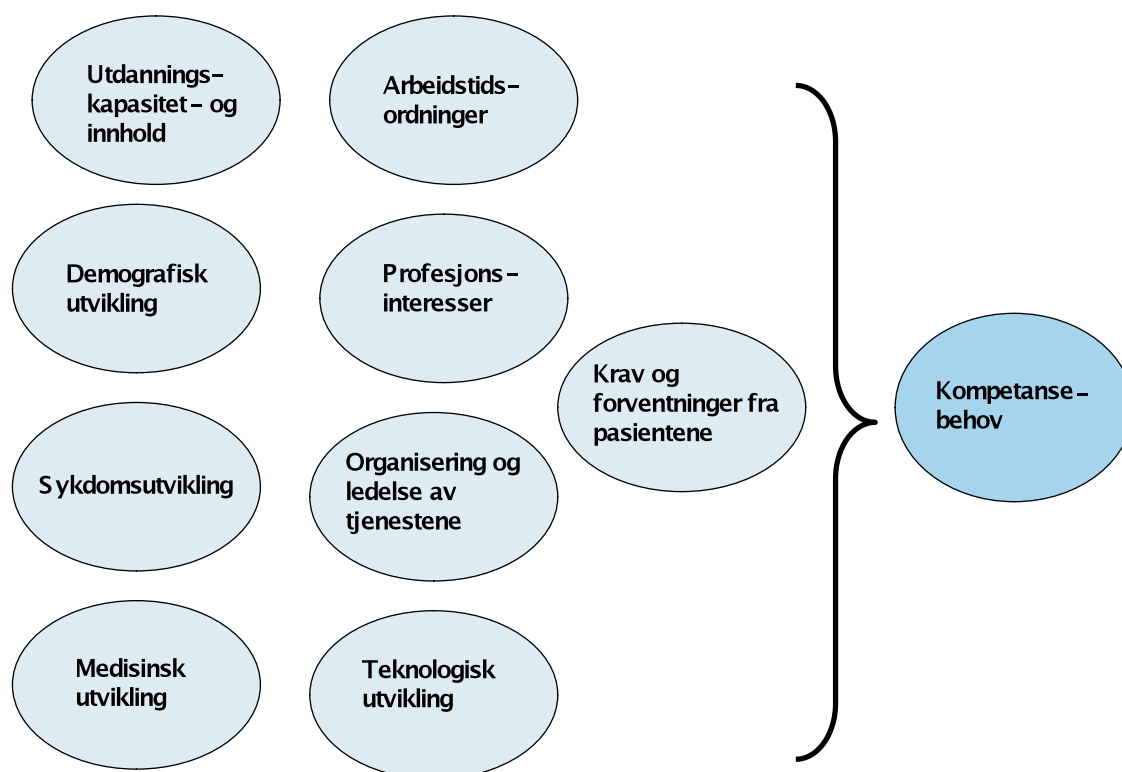 Utdannings-
kapasitet- og
innhold
Arbeidstids-
ordninger
Demografisk
utvikling
Profesjons-
interesser
Krav og
forventninger fra
pasientene
Kompetanse-
behov
Sykdomsutvikling
Organisering og
ledelse av
tjenestene
Medisinsk
utvikling
Teknologisk
utvikling